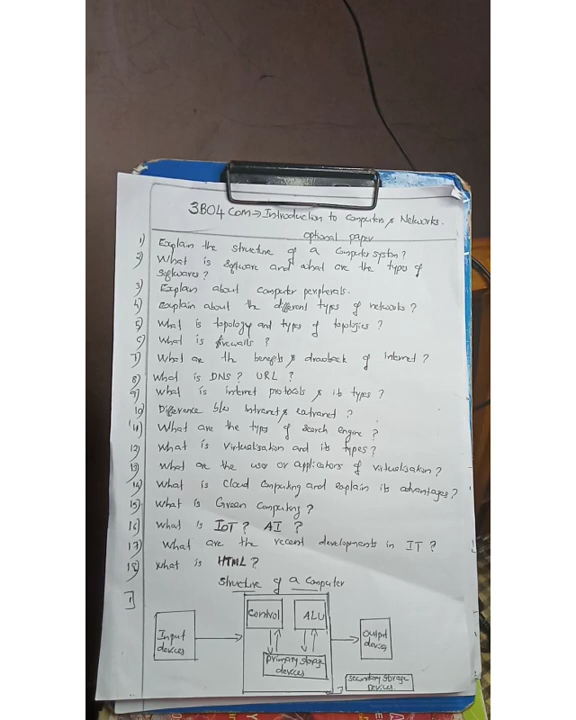 3B04 Com⇒ Introduction to Computers & Networks.
optional paper
1) Explain the structure of a Computer system?
2) What is software and what are the types of
softwares?
3) Explain about computer peripherals.
4) Explain about the different types of networks?
5) What is topology and types of topologies?
6) What is firewalls?
7) What are the benefits & drawback of internet?
8) What is DNS? URL?
9) What is internet protocols & its types?
10) Difference b/w Intranet & extranet?
11) What are the types of search engine?
12) What is virtualisation and its types?
13) What are the uses or applications of virtualisation?
14) What is Cloud Computing and explain its advantages?
15) What is Green Computing?
16) What is IOT? AI?
17) What are the recent developments in IT?
18) What is HTML?
Structure of a Computer
1]
Control ALU
Input
devices
Output
devices
primary storage
devices
Secondary storage
Devices